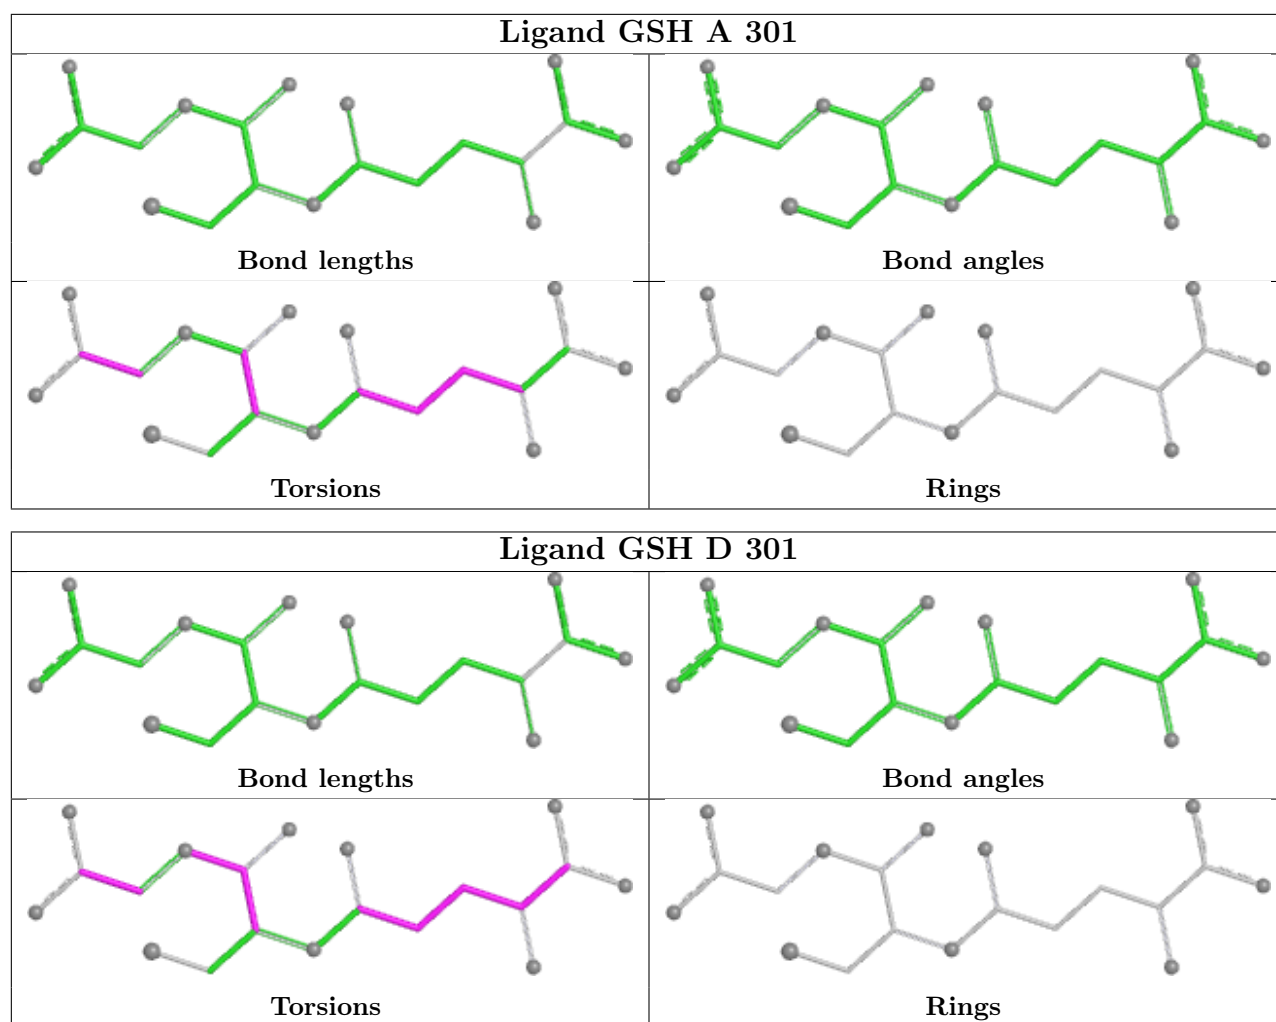 Ligand GSH A 301
Bond lengths
Bond angles
Torsions
Rings
Ligand GSH D 301
Bond lengths
Bond angles
Torsions
Rings